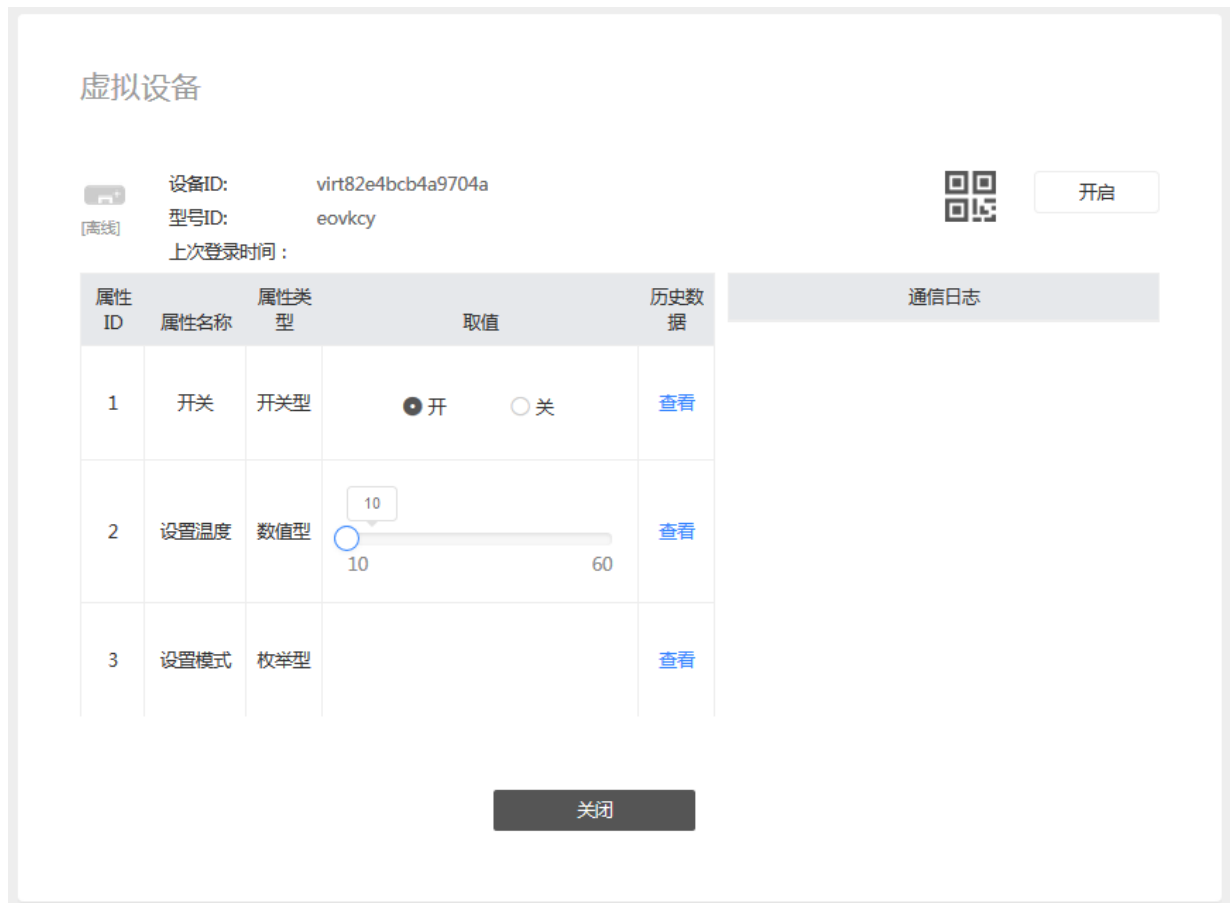 虚拟设备
设备ID: virt82e4bcb4a9704a
开启
[离线]
型号ID: eovkcy
上次登录时间：
属性ID 属性名称 属性类型 取值 历史数据
通信日志
1 开关 开关型 开 关 查看
10
2 设置温度 数值型 查看
10 60
3 设置模式 枚举型 查看
关闭